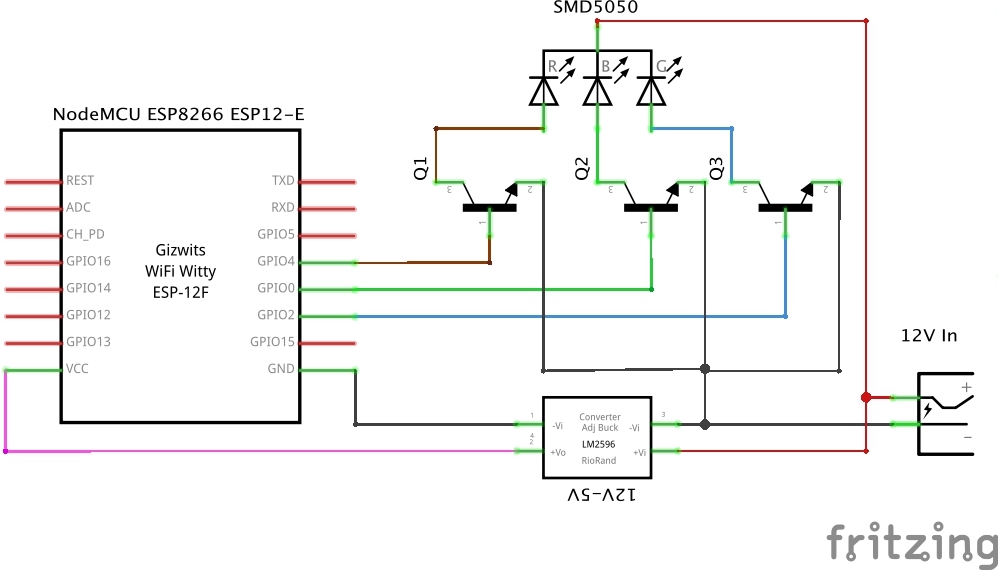 SMD5050
R
B
G
NodeMCU ESP8266 ESP12-E
Q1
Q2
Q3
3
2
3
2
3
2
1
1
1
REST
TXD
ADC
RXD
CH_PD
GPIO5
Gizwits
WiFi Witty
ESP-12F
GPIO16
GPIO4
GPIO14
GPIO0
GPIO12
GPIO2
GPIO13
GPIO15
VCC
GND
12V In
+
-
Converter
Adj Buck
LM2596
RioRand
1
-Vi
4
2
+Vo
3
-Vi
+Vi
12V-5V
fritzing